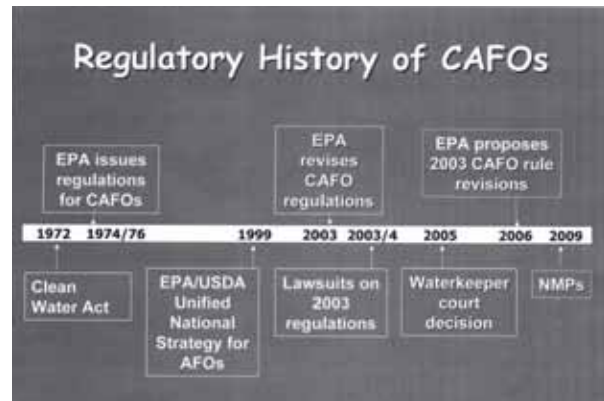 Regulatory History of CAFOs
EPA issues
regulations
for CAFOs
EPA
revises
CAFO
regulations
EPA proposes
2003 CAFO rule
revisions
1972 1974/76 1999 2003 2003/4 2005 2006 2009
Clean
Water Act
EPA/USDA
Unified
National
Strategy for
AFOs
Lawsuits on
2003
regulations
Waterkeeper
court
decision
NMPs